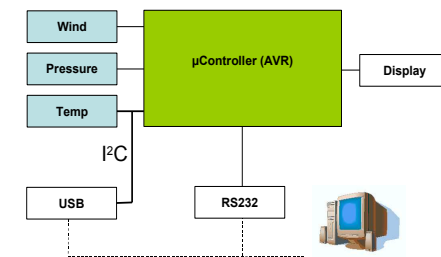 Wind
Pressure
Temp
µController (AVR)
Display
I²C
USB
RS232